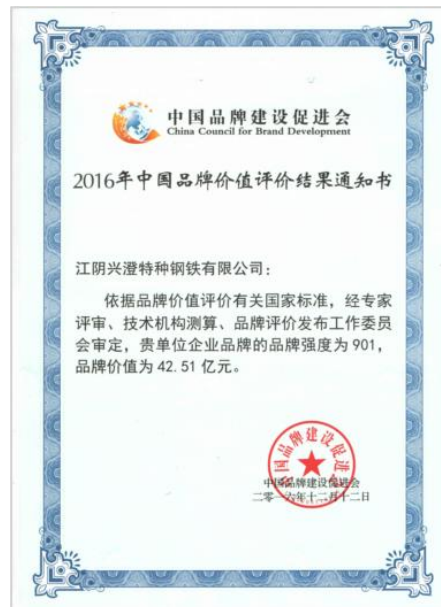 中国品牌建设促进会
China Council for Brand Development
2016年中国品牌价值评价结果通知书
江阴兴澄特种钢铁有限公司：
依据品牌价值评价有关国家标准，经专家
评审、技术机构测算、品牌评价发布工作委员
会审定，贵单位企业品牌的品牌强度为901，
品牌价值为42.51亿元。
中国品牌建设促进会
中国品牌建设促进会
二零一六年十二月十二日